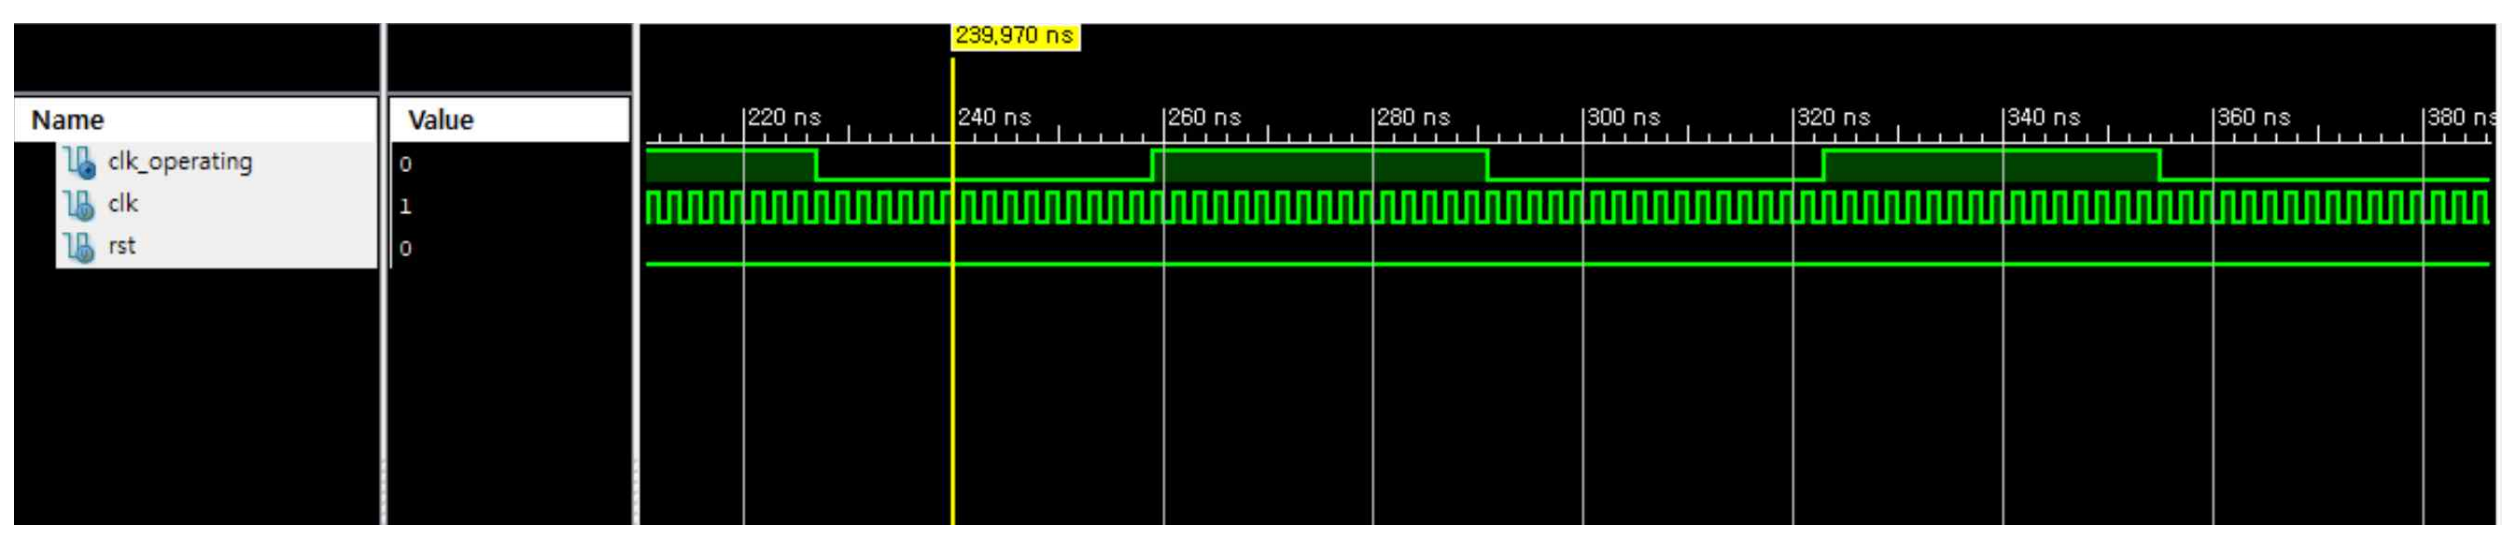 239,970 ns
Name Value
220 ns 240 ns 260 ns 280 ns 300 ns 320 ns 340 ns 360 ns 380 ns
clk_operating 0
clk 1
rst 0